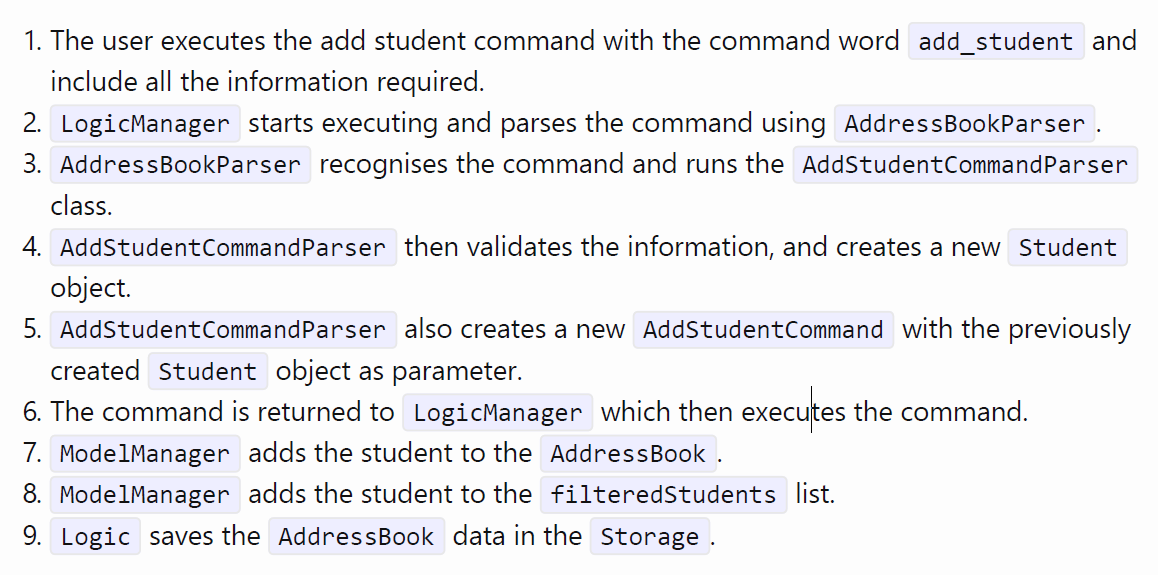 1. The user executes the add student command with the command word add_student and
include all the information required.
2. LogicManager starts executing and parses the command using AddressBookParser.
3. AddressBookParser recognises the command and runs the AddStudentCommandParser
class.
4. AddStudentCommandParser then validates the information, and creates a new Student
object.
5. AddStudentCommandParser also creates a new AddStudentCommand with the previously
created Student object as parameter.
6. The command is returned to LogicManager which then executes the command.
7. ModelManager adds the student to the AddressBook.
8. ModelManager adds the student to the filteredStudents list.
9. Logic saves the AddressBook data in the Storage.